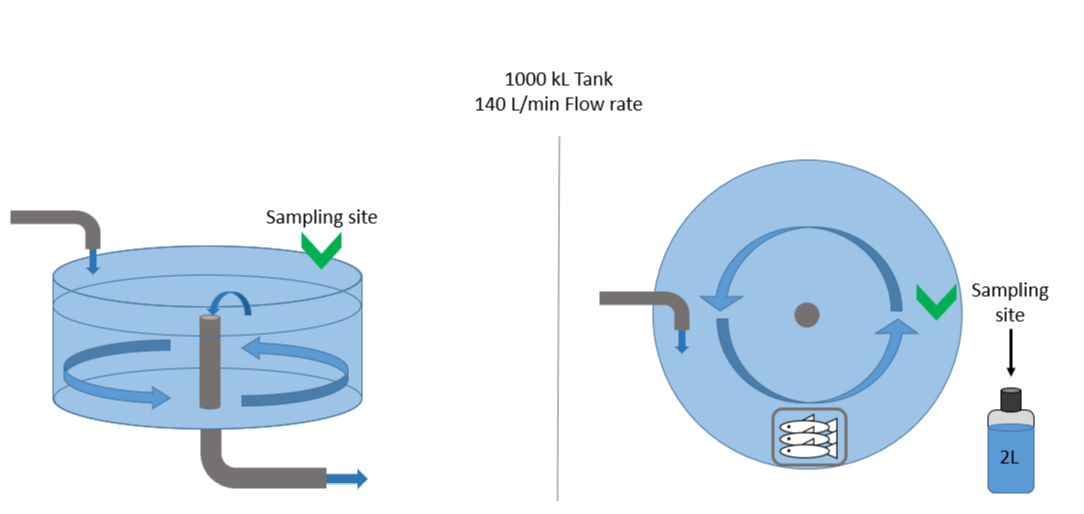 1000 kL Tank
140 L/min Flow rate
Sampling site
Sampling
site
2L